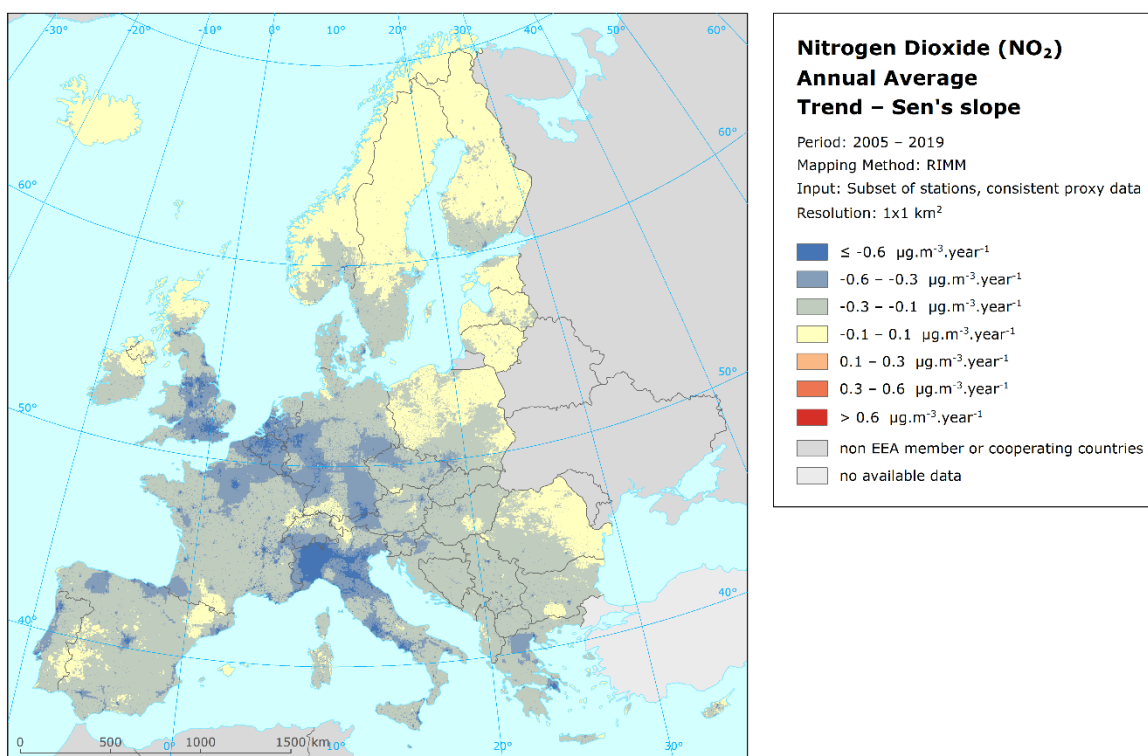 -30° -20° -10° 0° 10° 20° 30° 40° 50° 60°
60°
60°
50°
50°
40°
40°
0 500 1000 1500 km
0° 10° 20° 30°
Nitrogen Dioxide (NO₂)
Annual Average
Trend – Sen's slope
Period: 2005 – 2019
Mapping Method: RIMM
Input: Subset of stations, consistent proxy data
Resolution: 1x1 km²
≤ -0.6 µg.m⁻³.year⁻¹
-0.6 – -0.3 µg.m⁻³.year⁻¹
-0.3 – -0.1 µg.m⁻³.year⁻¹
-0.1 – 0.1 µg.m⁻³.year⁻¹
0.1 – 0.3 µg.m⁻³.year⁻¹
0.3 – 0.6 µg.m⁻³.year⁻¹
> 0.6 µg.m⁻³.year⁻¹
non EEA member or cooperating countries
no available data